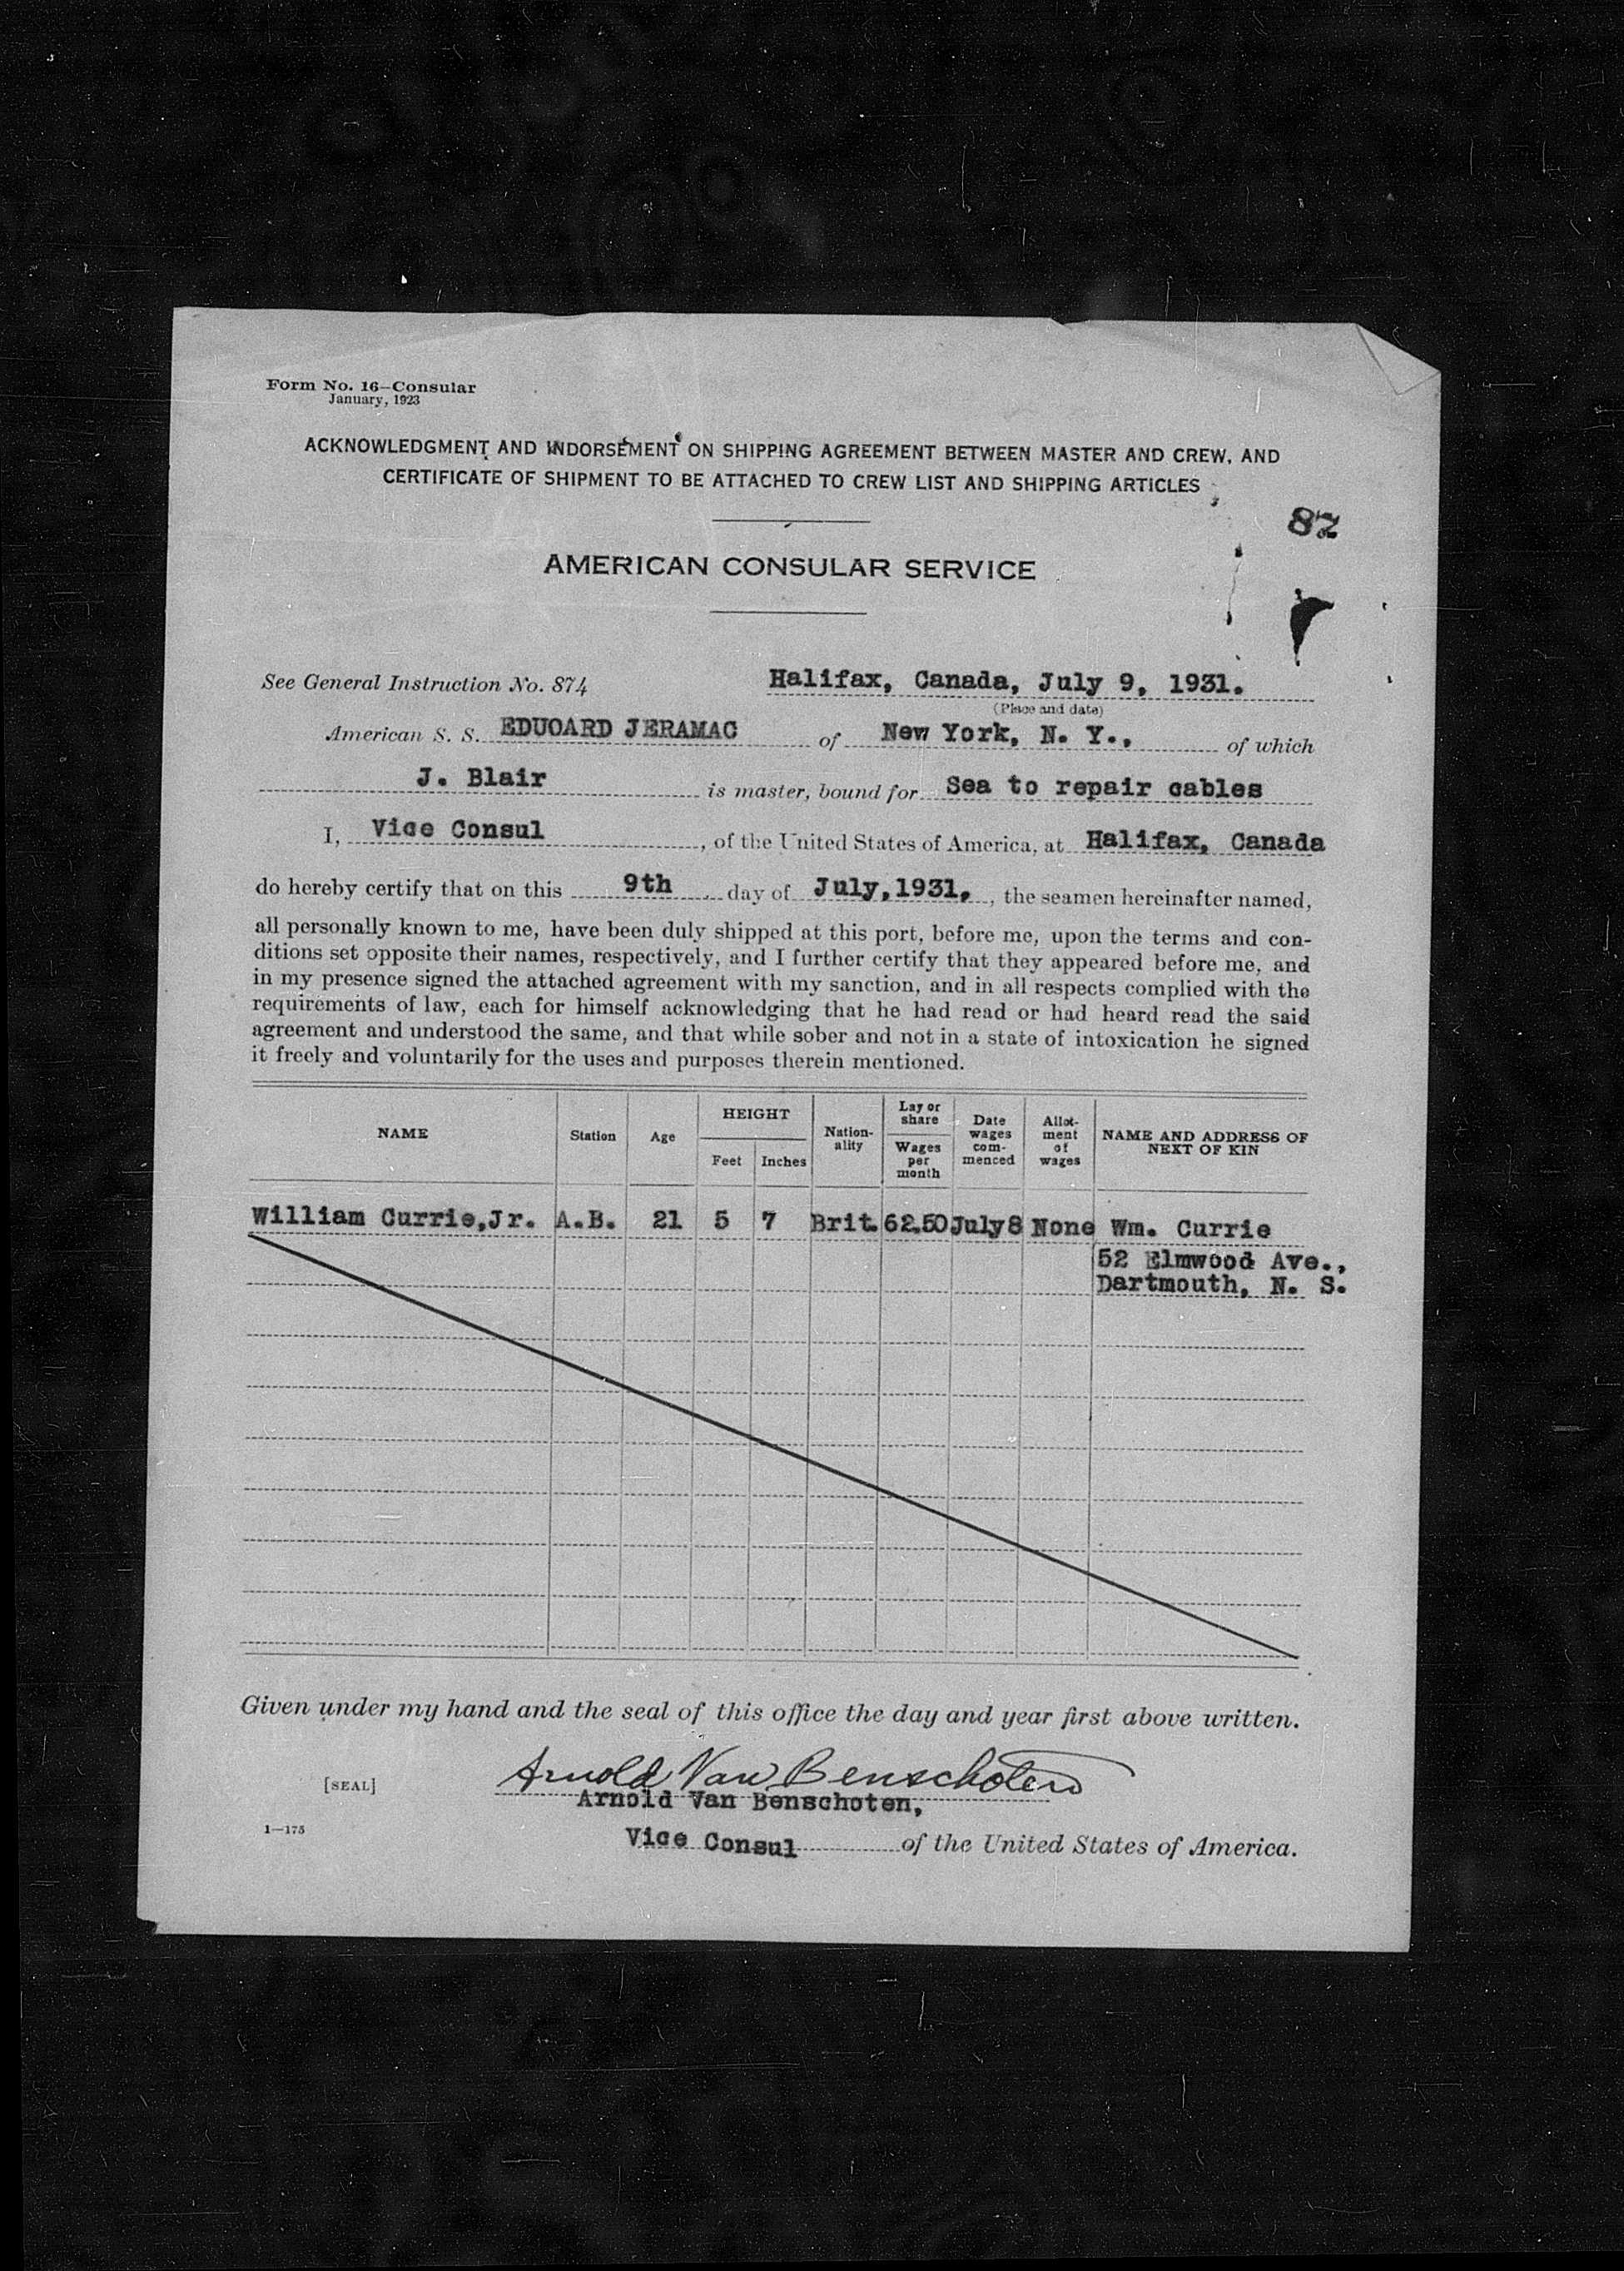 Form No. 16—Consular
January, 1923
ACKNOWLEDGMENT AND INDORSEMENT ON SHIPPING AGREEMENT BETWEEN MASTER AND CREW, AND
CERTIFICATE OF SHIPMENT TO BE ATTACHED TO CREW LIST AND SHIPPING ARTICLES
82
AMERICAN CONSULAR SERVICE
See General Instruction No. 874 Halifax, Canada, July 9, 1931.
(Place and date)
American S. S. EDUOARD JERAMAC of New York, N. Y., of which
J. Blair is master, bound for Sea to repair cables
I, Vice Consul, of the United States of America, at Halifax, Canada
do hereby certify that on this 9th day of July, 1931, , the seamen hereinafter named,
all personally known to me, have been duly shipped at this port, before me, upon the terms and con-
ditions set opposite their names, respectively, and I further certify that they appeared before me, and
in my presence signed the attached agreement with my sanction, and in all respects complied with the
requirements of law, each for himself acknowledging that he had read or had heard read the said
agreement and understood the same, and that while sober and not in a state of intoxication he signed
it freely and voluntarily for the uses and purposes therein mentioned.
NAME
Station
Age
HEIGHT
Feet
Inches
Nation-
ality
Lay or
share
Wages
per
month
Date
wages
com-
menced
Allot-
ment
of
wages
NAME AND ADDRESS OF
NEXT OF KIN
William Currie, Jr. A.B. 21 5 7 Brit. 62.50 July 8 None Wm. Currie
52 Elmwood Ave.,
Dartmouth, N. S.
Given under my hand and the seal of this office the day and year first above written.
Arnold Van Benschoten
[SEAL]
Arnold Van Benschoten,
1—175
Vice Consul of the United States of America.